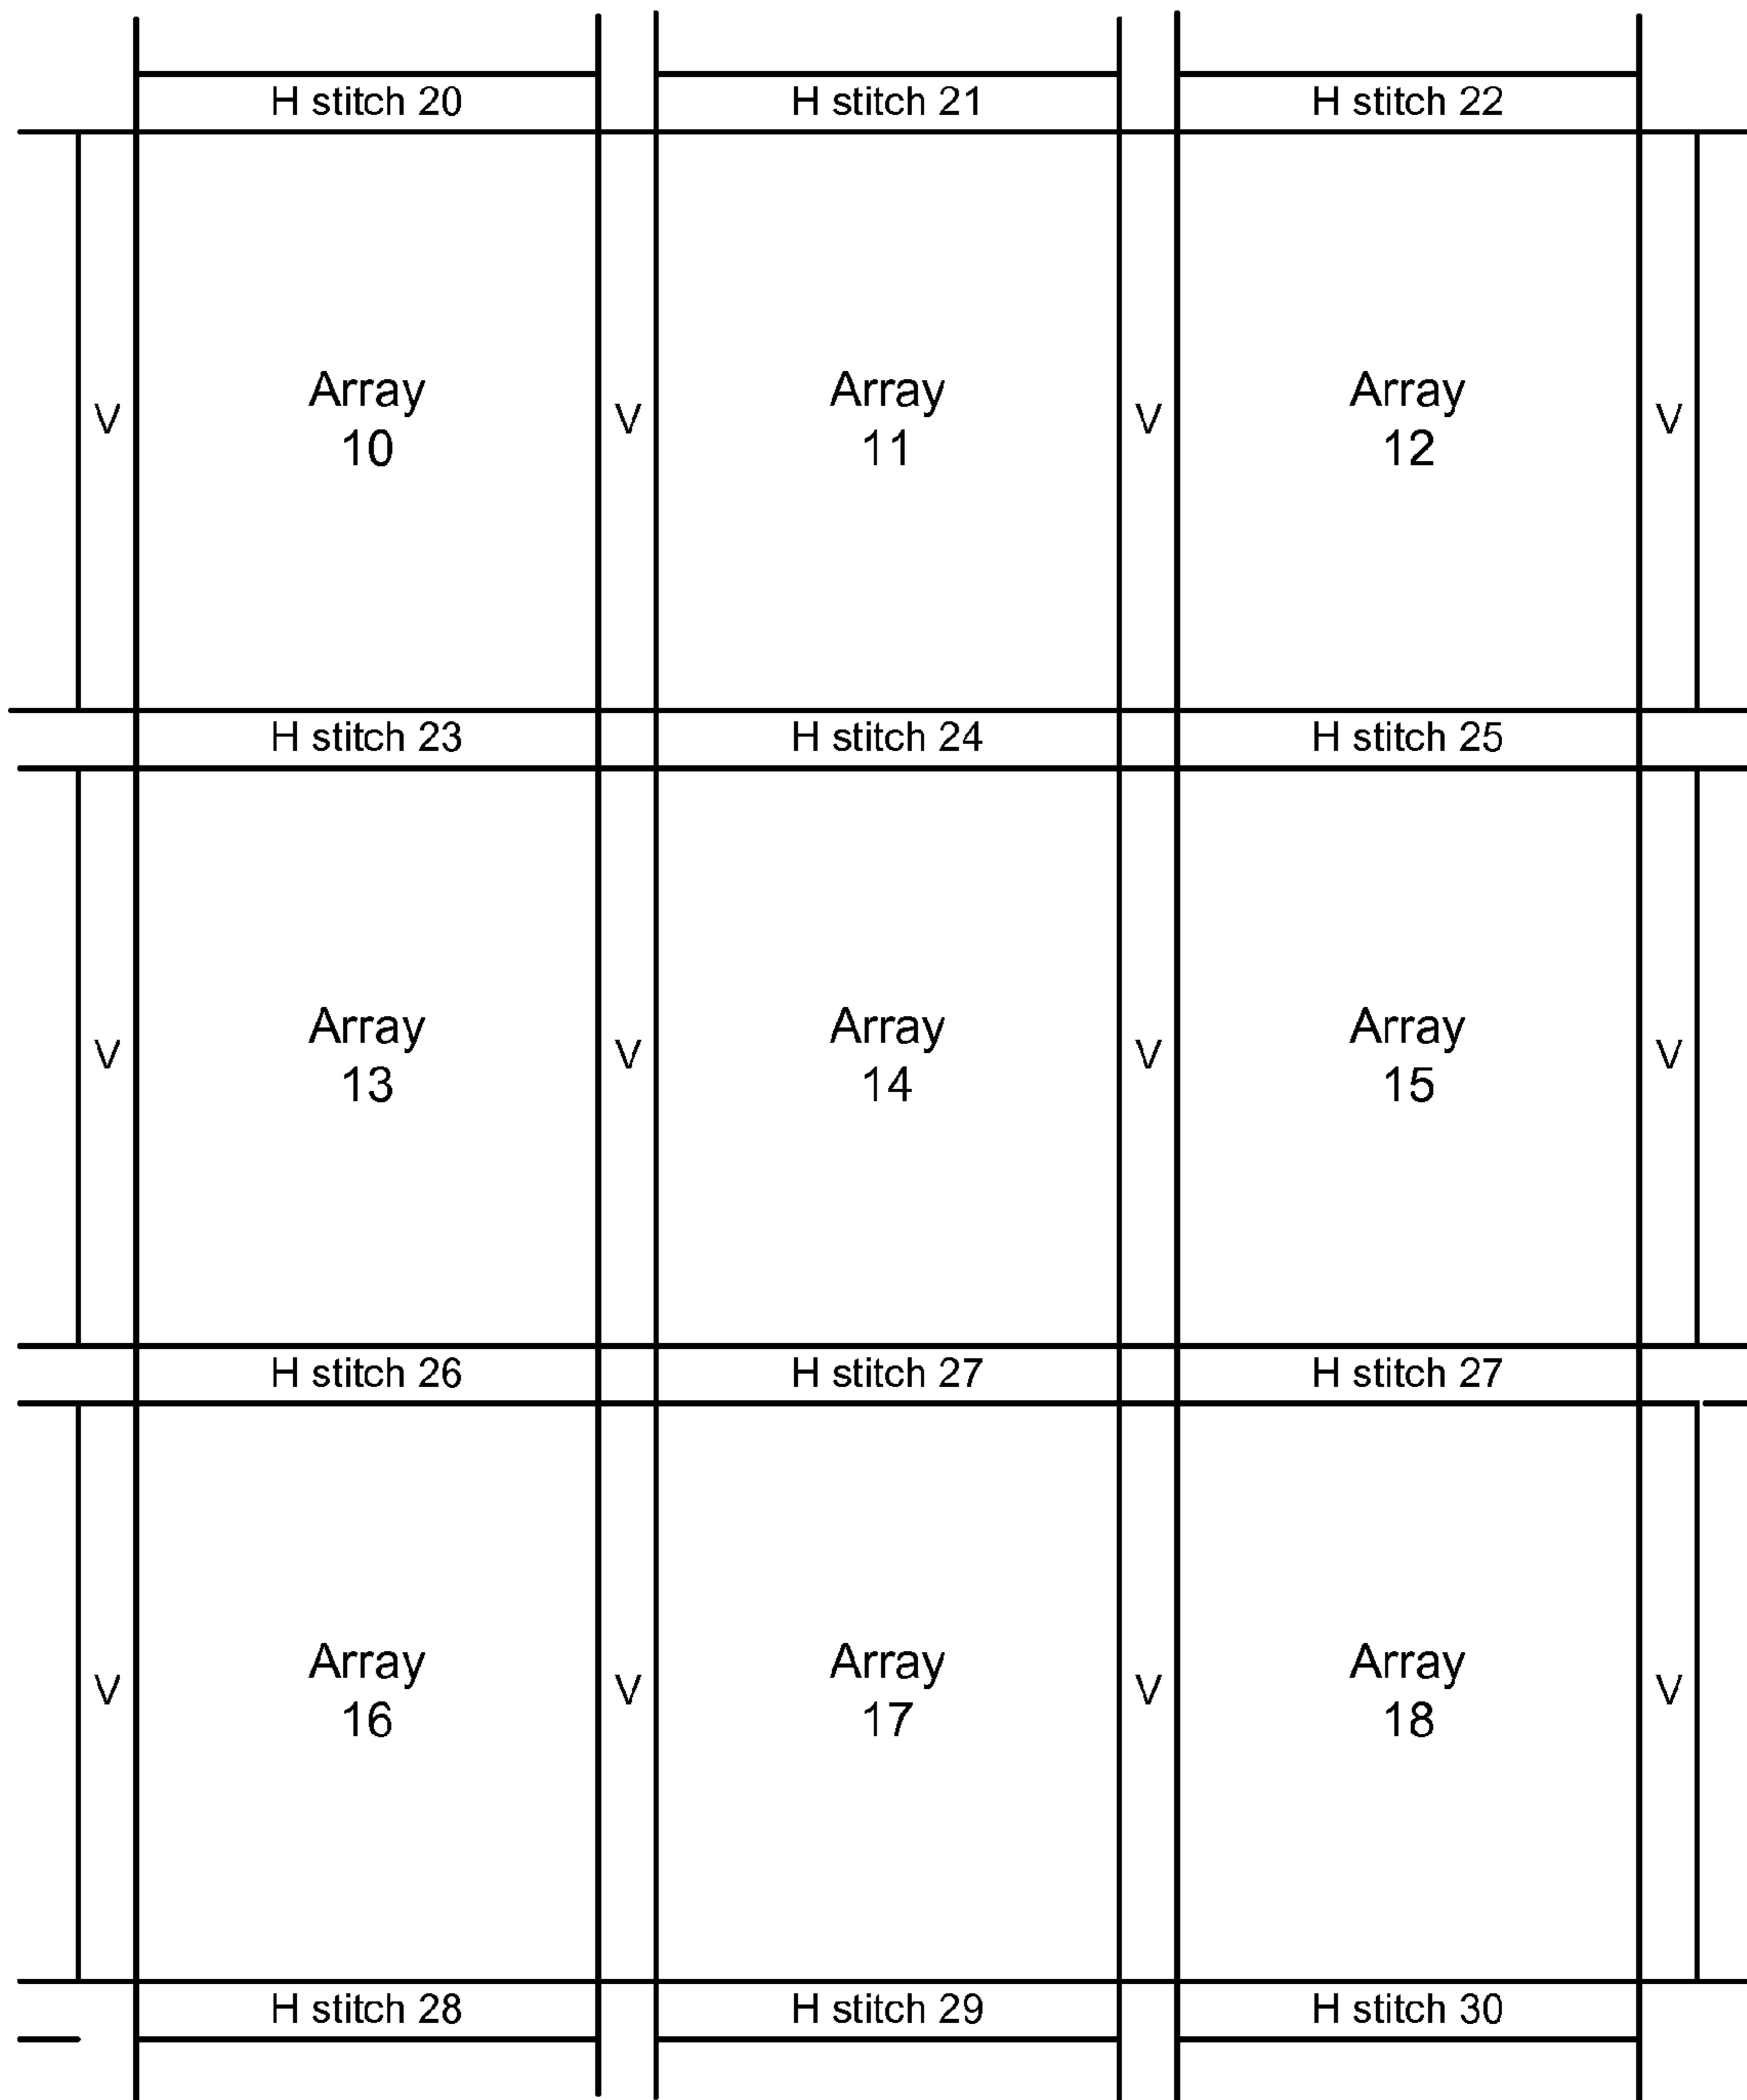 H stitch 20
H stitch 21
H stitch 22
V
Array
10
V
Array
11
V
Array
12
V
H stitch 23
H stitch 24
H stitch 25
V
Array
13
V
Array
14
V
Array
15
V
H stitch 26
H stitch 27
H stitch 27
V
Array
16
V
Array
17
V
Array
18
V
H stitch 28
H stitch 29
H stitch 30